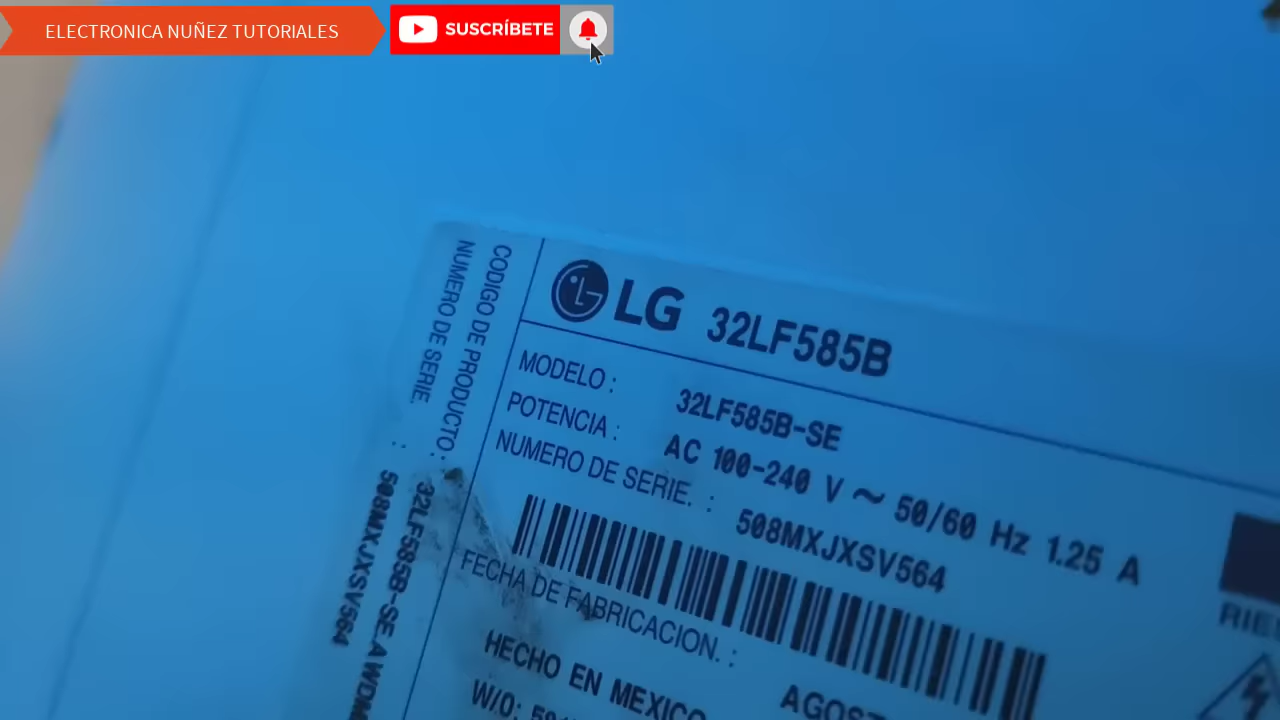 ELECTRONICA NUÑEZ TUTORIALES
SUSCRÍBETE
LG 32LF585B
MODELO : 32LF585B-SE
POTENCIA : AC 100-240 V ~ 50/60 Hz 1.25 A
NUMERO DE SERIE. : 508MXJXSV564
FECHA DE FABRICACION. :
HECHO EN MEXICO
W/O:
CODIGO DE PRODUCTO : 32LF585B-SE.AWDM
NUMERO DE SERIE. : 508MXJXSV564